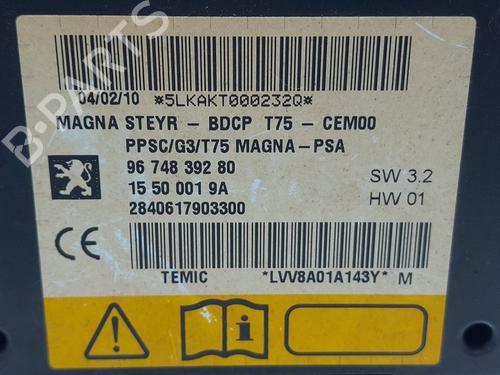 B-PARTS
04/02/10 *5LKAKT000232Q*
MAGNA STEYR - BDCP T75 - CEM00
PPSC/G3/T75 MAGNA-PSA
96 748 392 80
SW 3.2
15 50 001 9A
HW 01
2840617903300
CE
TEMIC *LVV8A01A143Y* M